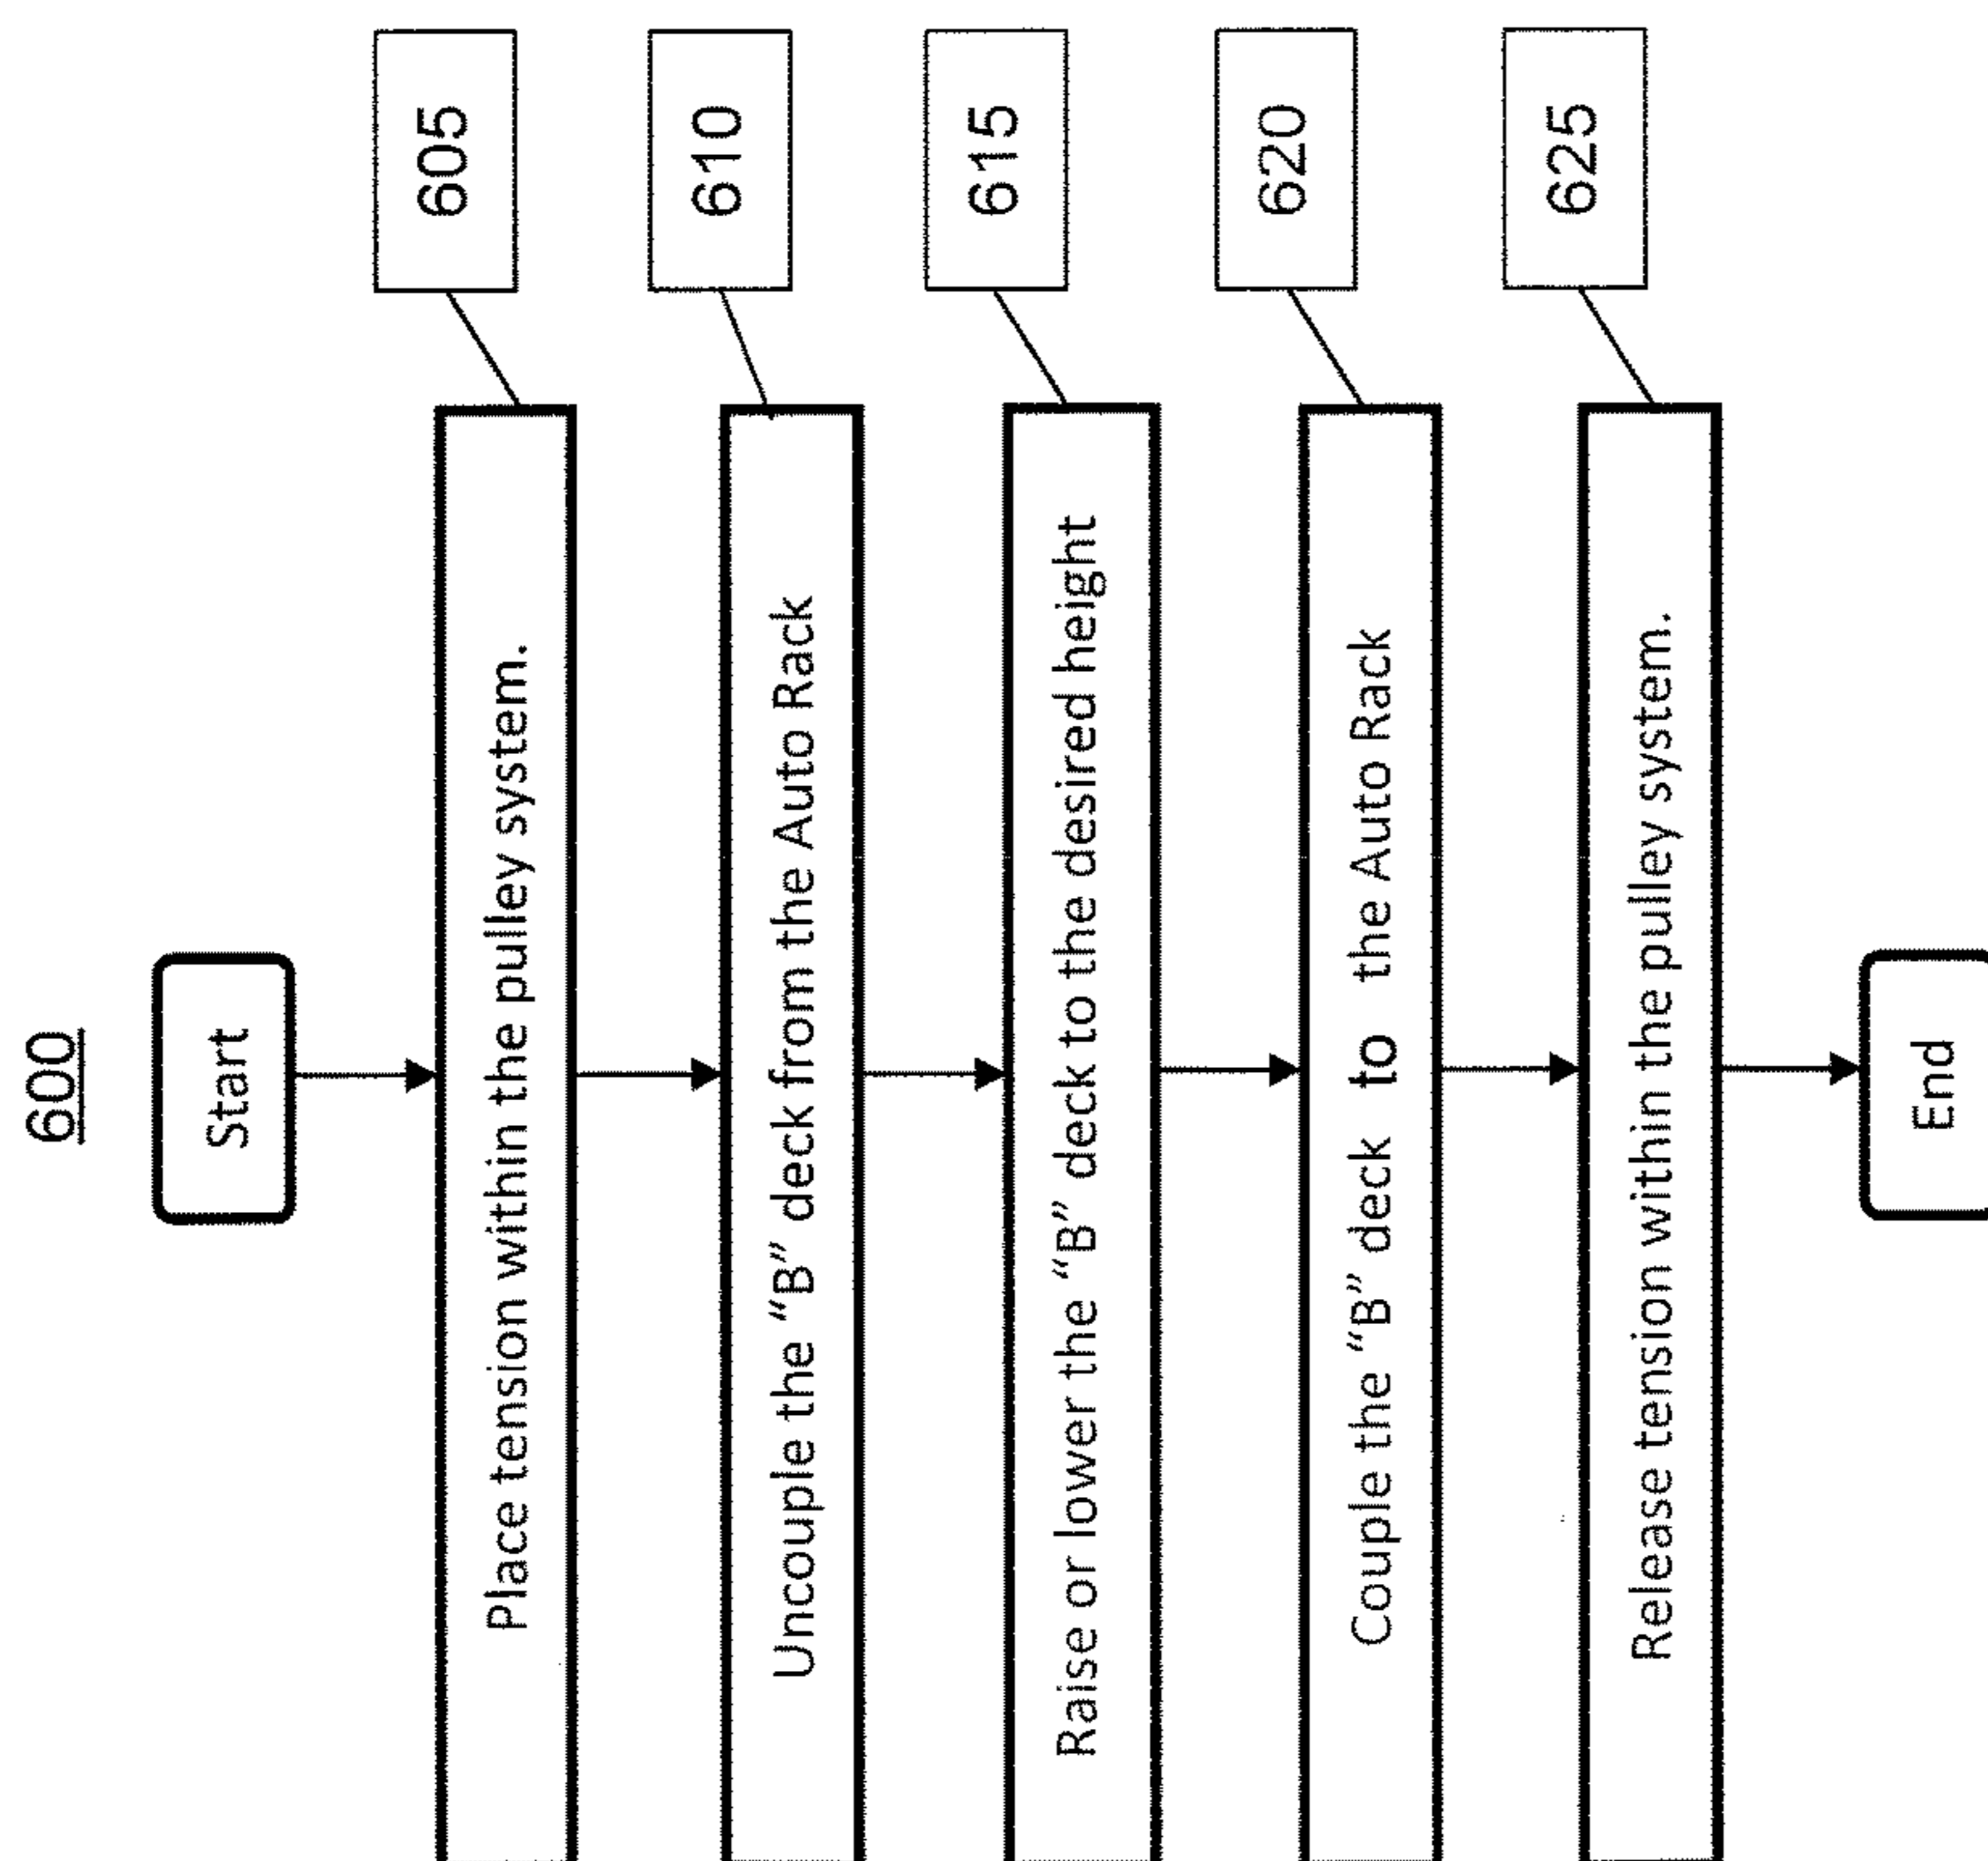 600
Start
Place tension within the pulley system.
605
Uncouple the “B” deck from the Auto Rack
610
Raise or lower the “B” deck to the desired height
615
Couple the “B” deck to the Auto Rack
620
Release tension within the pulley system.
625
End